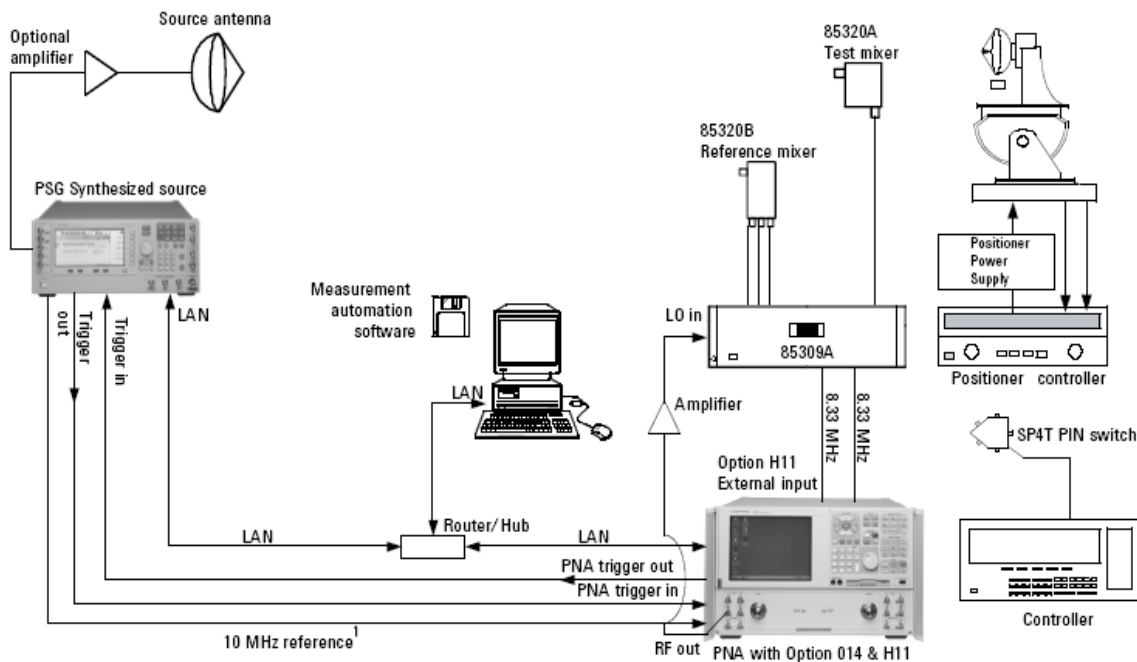 Optional
amplifier
Source antenna
85320A
Test mixer
85320B
Reference mixer
PSG Synthesized source
Positioner
Power
Supply
LAN
Trigger
out
Trigger in
Measurement
automation
software
LO in
85309A
Positioner controller
LAN
Amplifier
8.33 MHz
8.33 MHz
SP4T PIN switch
Option H11
External input
Router/Hub
LAN
LAN
PNA trigger out
PNA trigger in
10 MHz reference1
RF out
PNA with Option 014 & H11
Controller